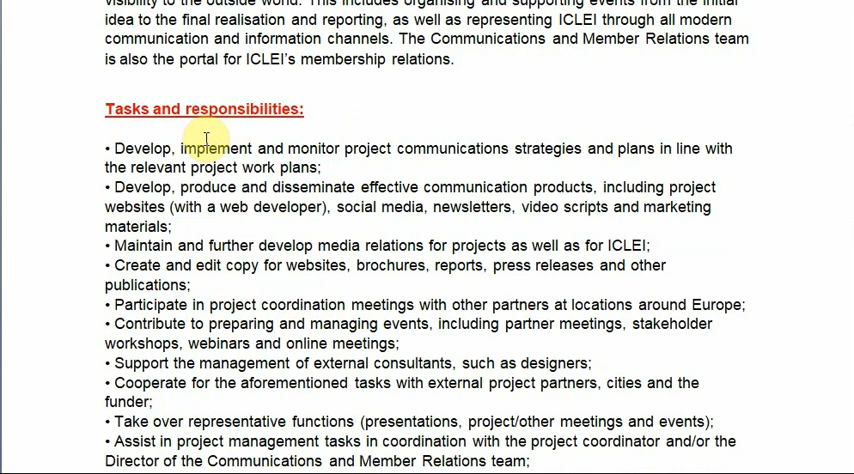 visibility to the outside world. This includes organising and supporting events from the initial
idea to the final realisation and reporting, as well as representing ICLEI through all modern
communication and information channels. The Communications and Member Relations team
is also the portal for ICLEI's membership relations.
Tasks and responsibilities:
• Develop, implement and monitor project communications strategies and plans in line with
the relevant project work plans;
• Develop, produce and disseminate effective communication products, including project
websites (with a web developer), social media, newsletters, video scripts and marketing
materials;
• Maintain and further develop media relations for projects as well as for ICLEI;
• Create and edit copy for websites, brochures, reports, press releases and other
publications;
• Participate in project coordination meetings with other partners at locations around Europe;
• Contribute to preparing and managing events, including partner meetings, stakeholder
workshops, webinars and online meetings;
• Support the management of external consultants, such as designers;
• Cooperate for the aforementioned tasks with external project partners, cities and the
funder;
• Take over representative functions (presentations, project/other meetings and events);
• Assist in project management tasks in coordination with the project coordinator and/or the
Director of the Communications and Member Relations team;